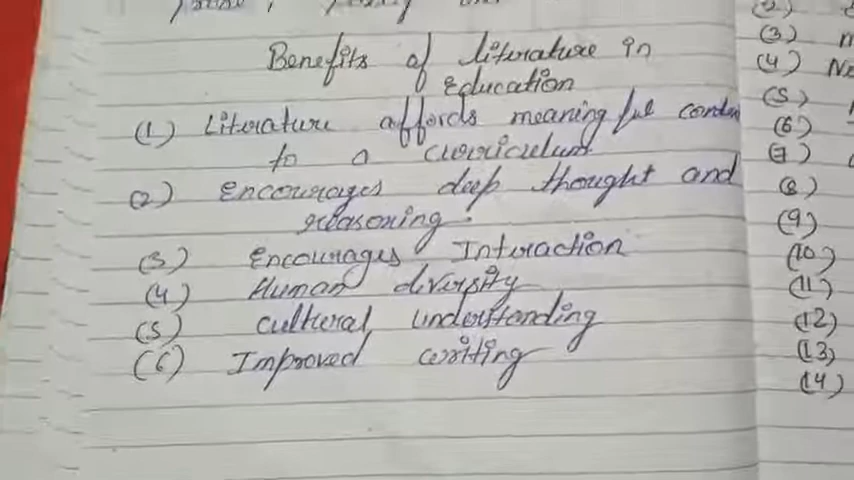 Benefits of literature in
Education
(1) Literature affords meaningful
to a curriculum
(2) Encourages deep thought and
reasoning.
(3) Encourages Interaction
(4) Human diversity
(5) cultural understanding
(6) Improved writing
(2)
(3)
(4) Ne
(5)
(6)
(7)
(8)
(9)
(10)
(11)
(12)
(13)
(14)